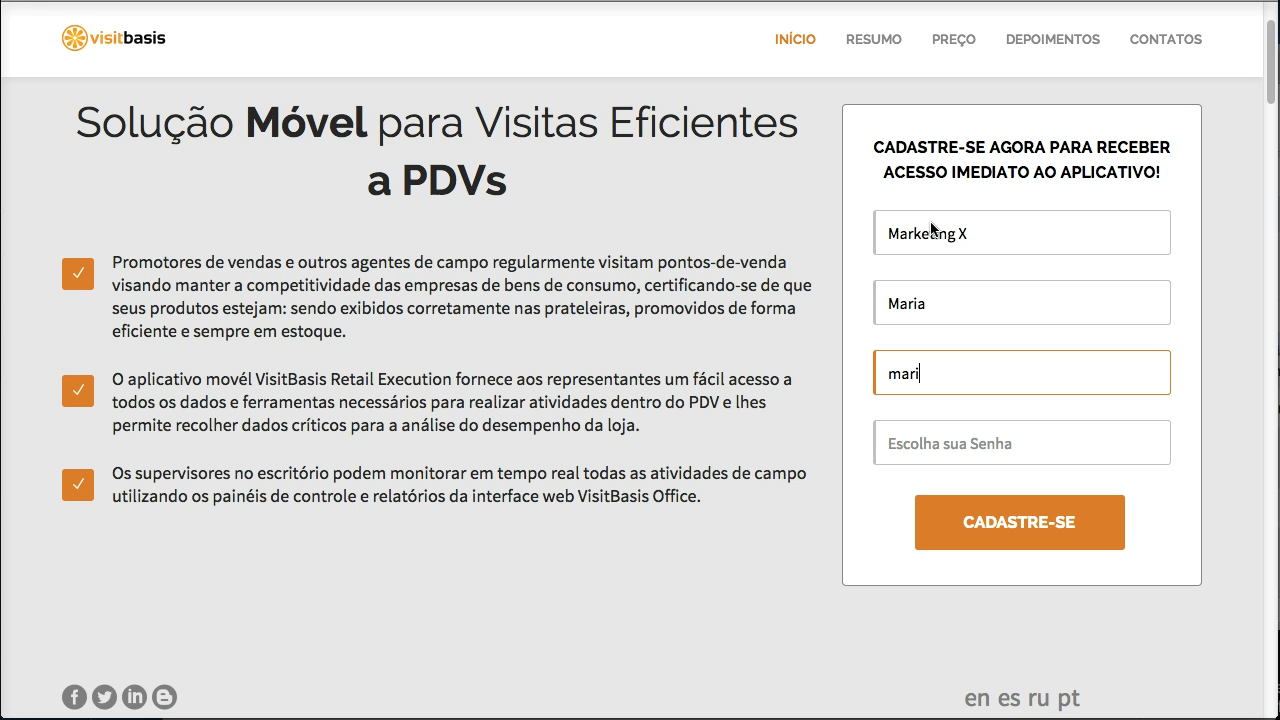 visitbasis
INÍCIO RESUMO PREÇO DEPOIMENTOS CONTATOS
Solução Móvel para Visitas Eficientes
a PDVs
Promotores de vendas e outros agentes de campo regularmente visitam pontos-de-venda
visando manter a competitividade das empresas de bens de consumo, certificando-se de que
seus produtos estejam: sendo exibidos corretamente nas prateleiras, promovidos de forma
eficiente e sempre em estoque.
O aplicativo movél VisitBasis Retail Execution fornece aos representantes um fácil acesso a
todos os dados e ferramentas necessários para realizar atividades dentro do PDV e lhes
permite recolher dados críticos para a análise do desempenho da loja.
Os supervisores no escritório podem monitorar em tempo real todas as atividades de campo
utilizando os painéis de controle e relatórios da interface web VisitBasis Office.
CADASTRE-SE AGORA PARA RECEBER
ACESSO IMEDIATO AO APLICATIVO!
Marketing X
Maria
mari
Escolha sua Senha
CADASTRE-SE
en es ru pt